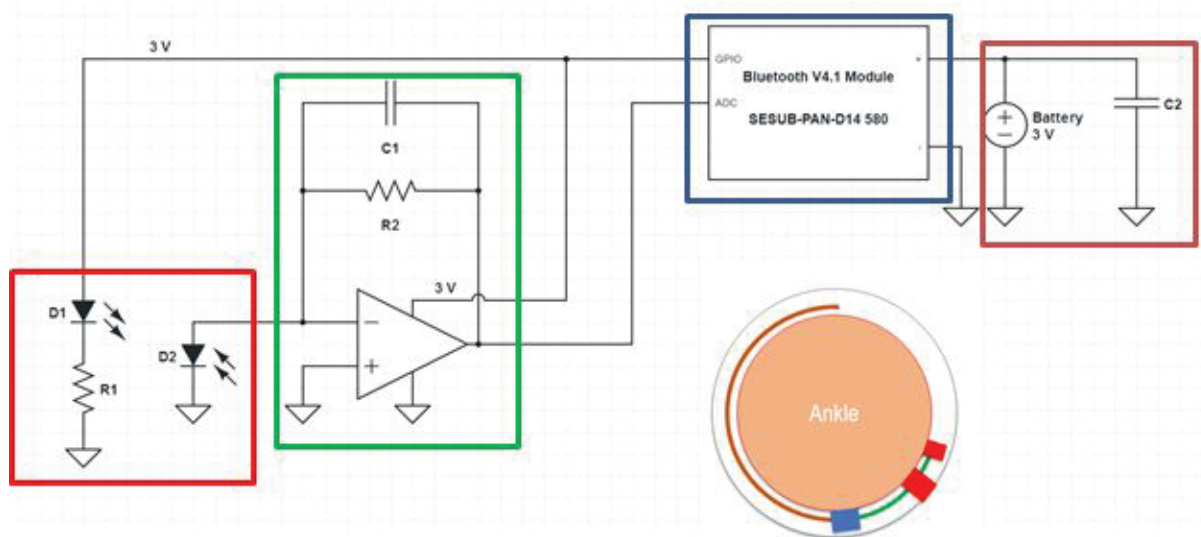 3 V
GPIO
Bluetooth V4.1 Module
ADC
SESUB-PAN-D14 580
+
-
Battery
3 V
+
−
C2
C1
R2
3 V
D1
D2
R1
−
+
Ankle